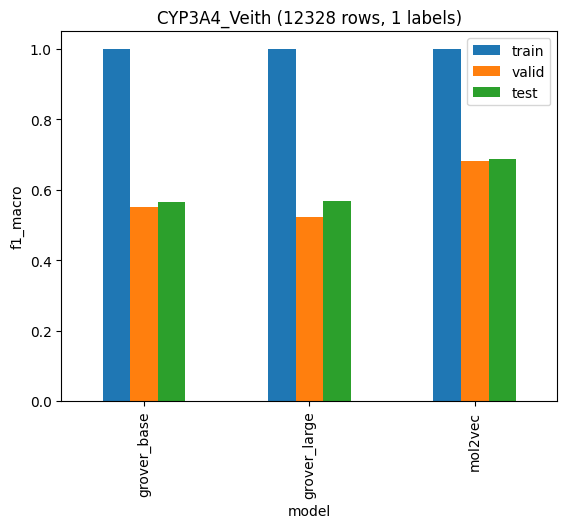 CYP3A4_Veith (12328 rows, 1 labels)
train
valid
test
f1_macro
1.0
0.8
0.6
0.4
0.2
0.0
grover_base
grover_large
mol2vec
model